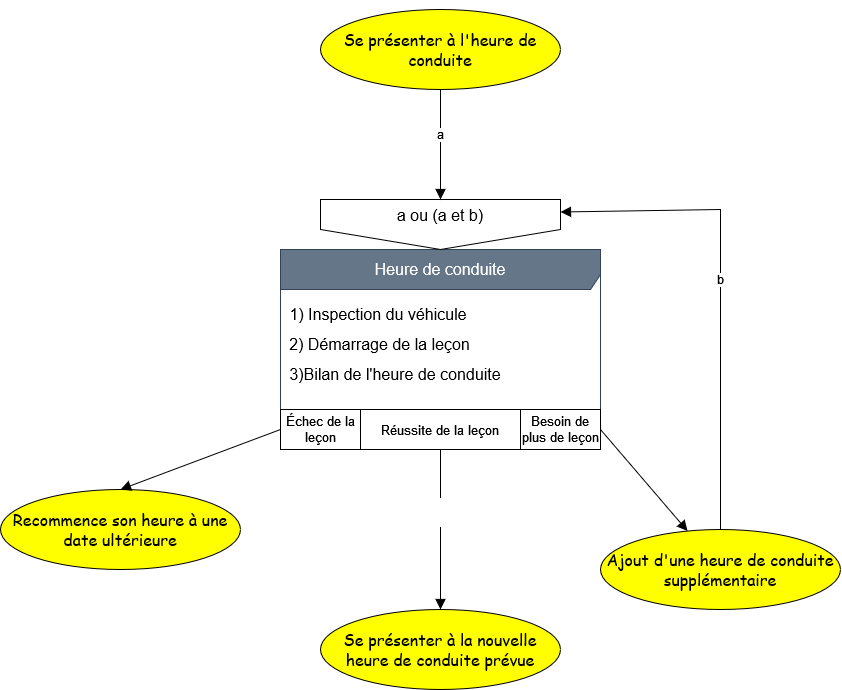 Se présenter à l'heure de
conduite
a
a ou (a et b)
Heure de conduite
b
1) Inspection du véhicule
2) Démarrage de la leçon
3)Bilan de l'heure de conduite
Échec de la
leçon
Réussite de la leçon
Besoin de
plus de leçon
Recommence son heure à une
date ultérieure
Ajout d'une heure de conduite
supplémentaire
Se présenter à la nouvelle
heure de conduite prévue